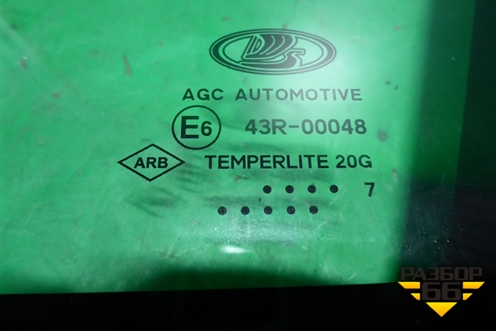 AGC AUTOMOTIVE
E6 43R-00048
ARB TEMPERLITE 20G
7
РАЗБОР
66